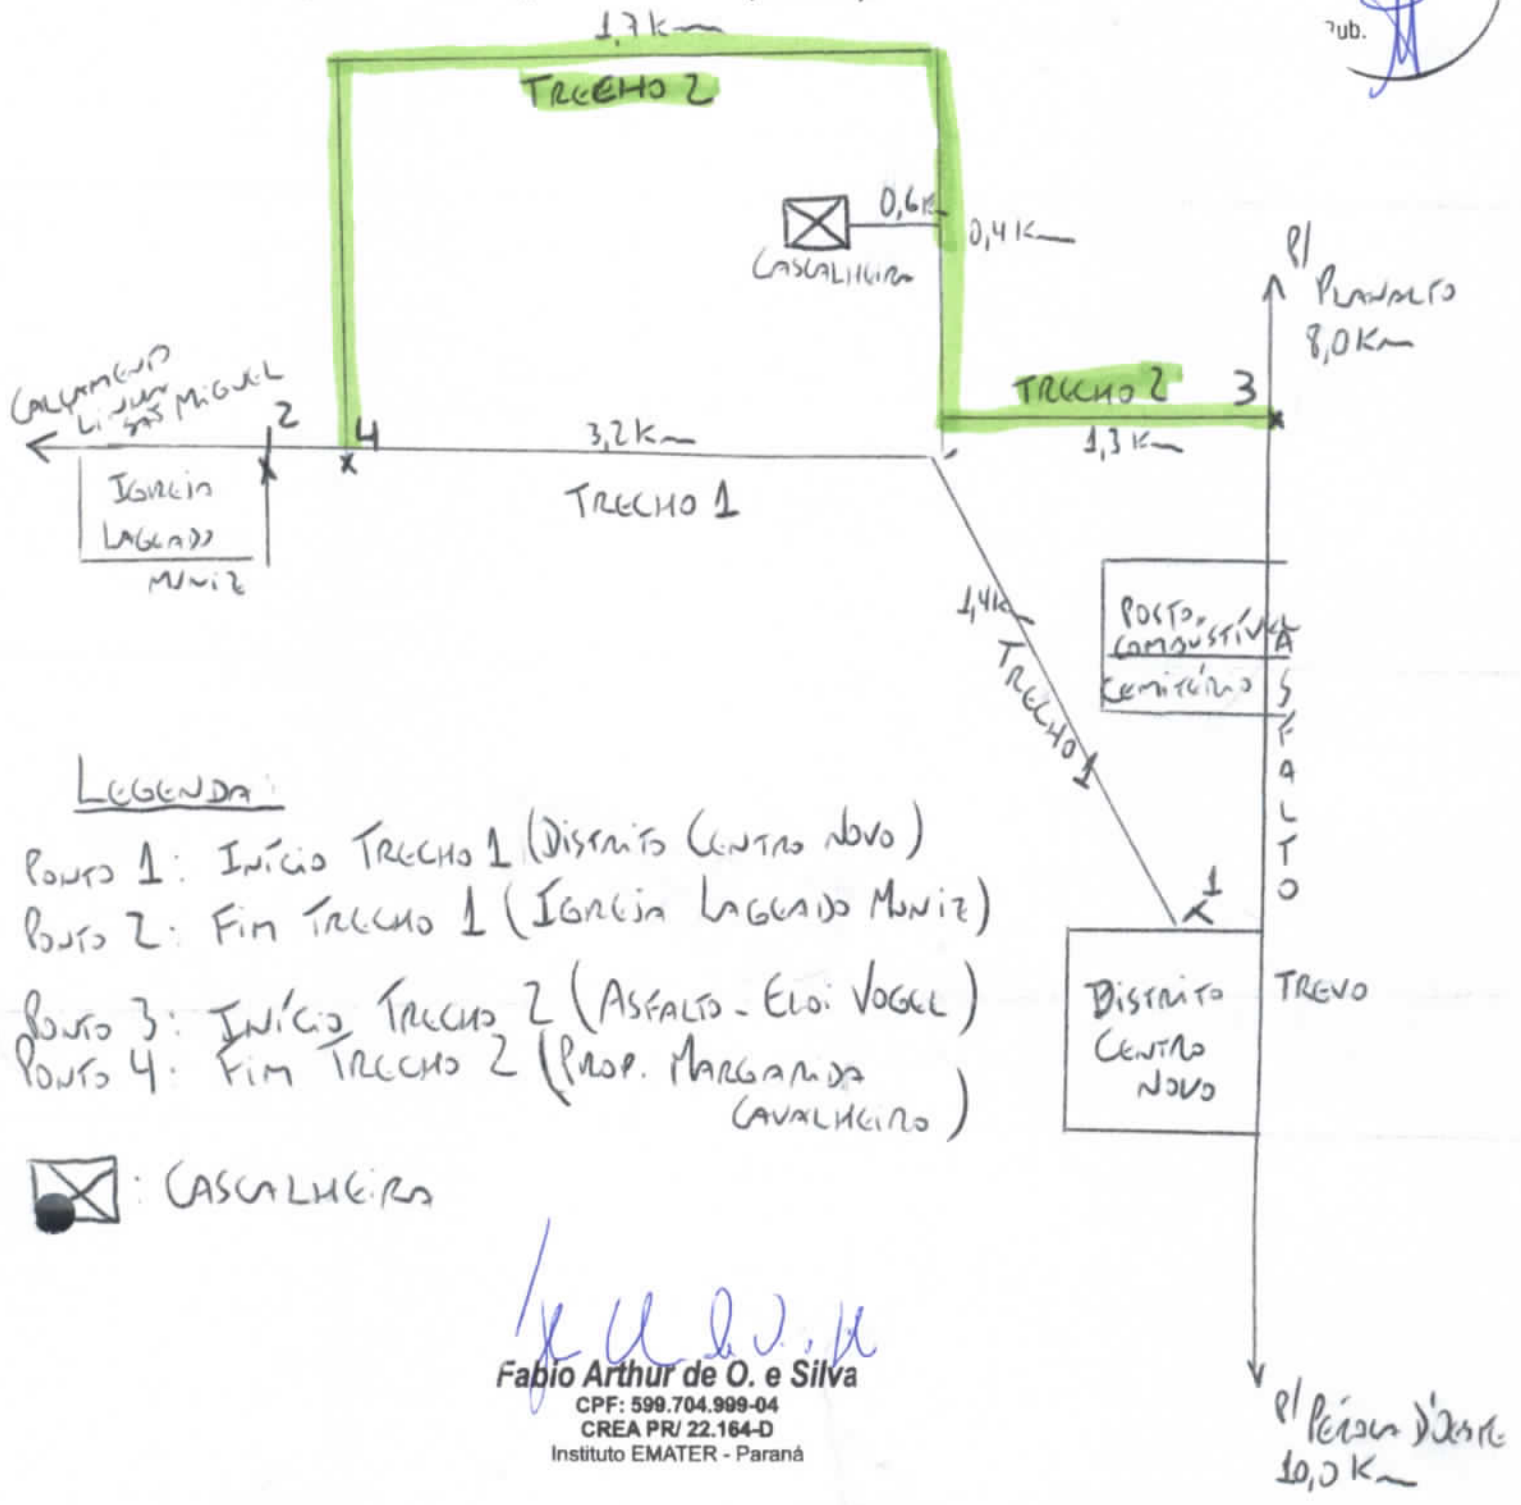 1,7 Km
TRECHO 2
Pub.
0,6 Km
0,4 Km
CASCALHEIRA
P/
PLANALTO
8,0 Km
CALÇAMENTO
LINHA
SÃO MIGUEL
2
4
3,2 Km
TRECHO 1
TRECHO 2
3
1,3 Km
IGREJA
LAGEADO
MUNIZ
1,4 Km
TRECHO 1
POSTO
COMBUSTÍVEL
CEMITÉRIO
ASFALTO
LEGENDA:
PONTO 1: INÍCIO TRECHO 1 (DISTRITO CENTRO NOVO)
PONTO 2: FIM TRECHO 1 (IGREJA LAGEADO MUNIZ)
PONTO 3: INÍCIO TRECHO 2 (ASFALTO - ELOI VOGEL)
PONTO 4: FIM TRECHO 2 (PROP. MARGARIDA
CAVALHEIRO)
: CASCALHEIRA
1
DISTRITO
CENTRO
NOVO
TREVO
Fabio Arthur de O. e Silva
CPF: 599.704.999-04
CREA PR/ 22.164-D
Instituto EMATER - Paraná
P/ PÉROLA D'OESTE
10,0 Km